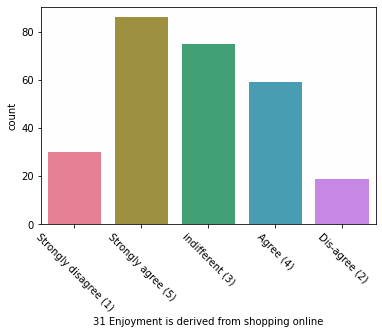 80
60
40
20
0
count
Strongly disagree (1)
Strongly agree (5)
indifferent (3)
Agree (4)
Dis-agree (2)
31 Enjoyment is derived from shopping online